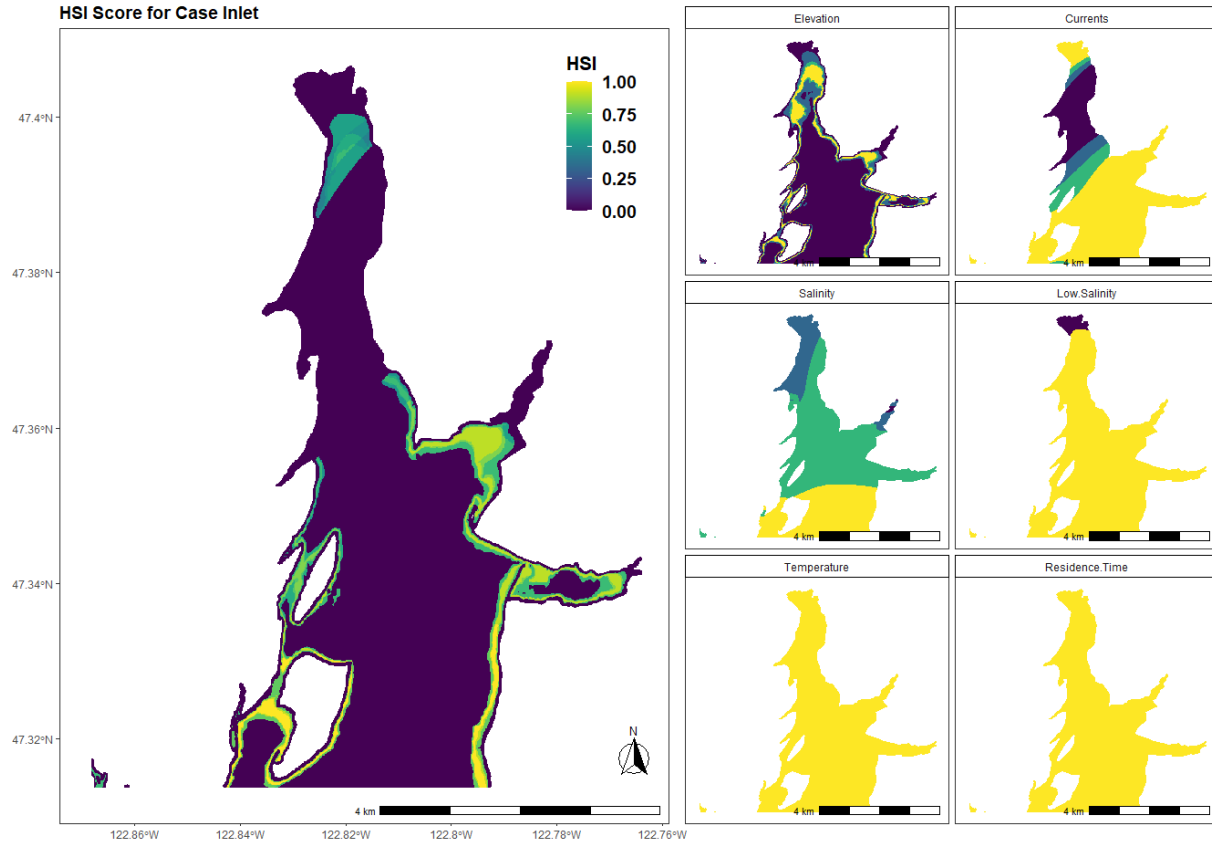 HSI Score for Case Inlet
HSI
1.00
0.75
0.50
0.25
0.00
47.4°N
47.38°N
47.36°N
47.34°N
47.32°N
N
4 km
122.86°W
122.84°W
122.82°W
122.8°W
122.78°W
122.76°W
Elevation
4 km
Currents
4 km
Salinity
4 km
Low.Salinity
4 km
Temperature
4 km
Residence.Time
4 km